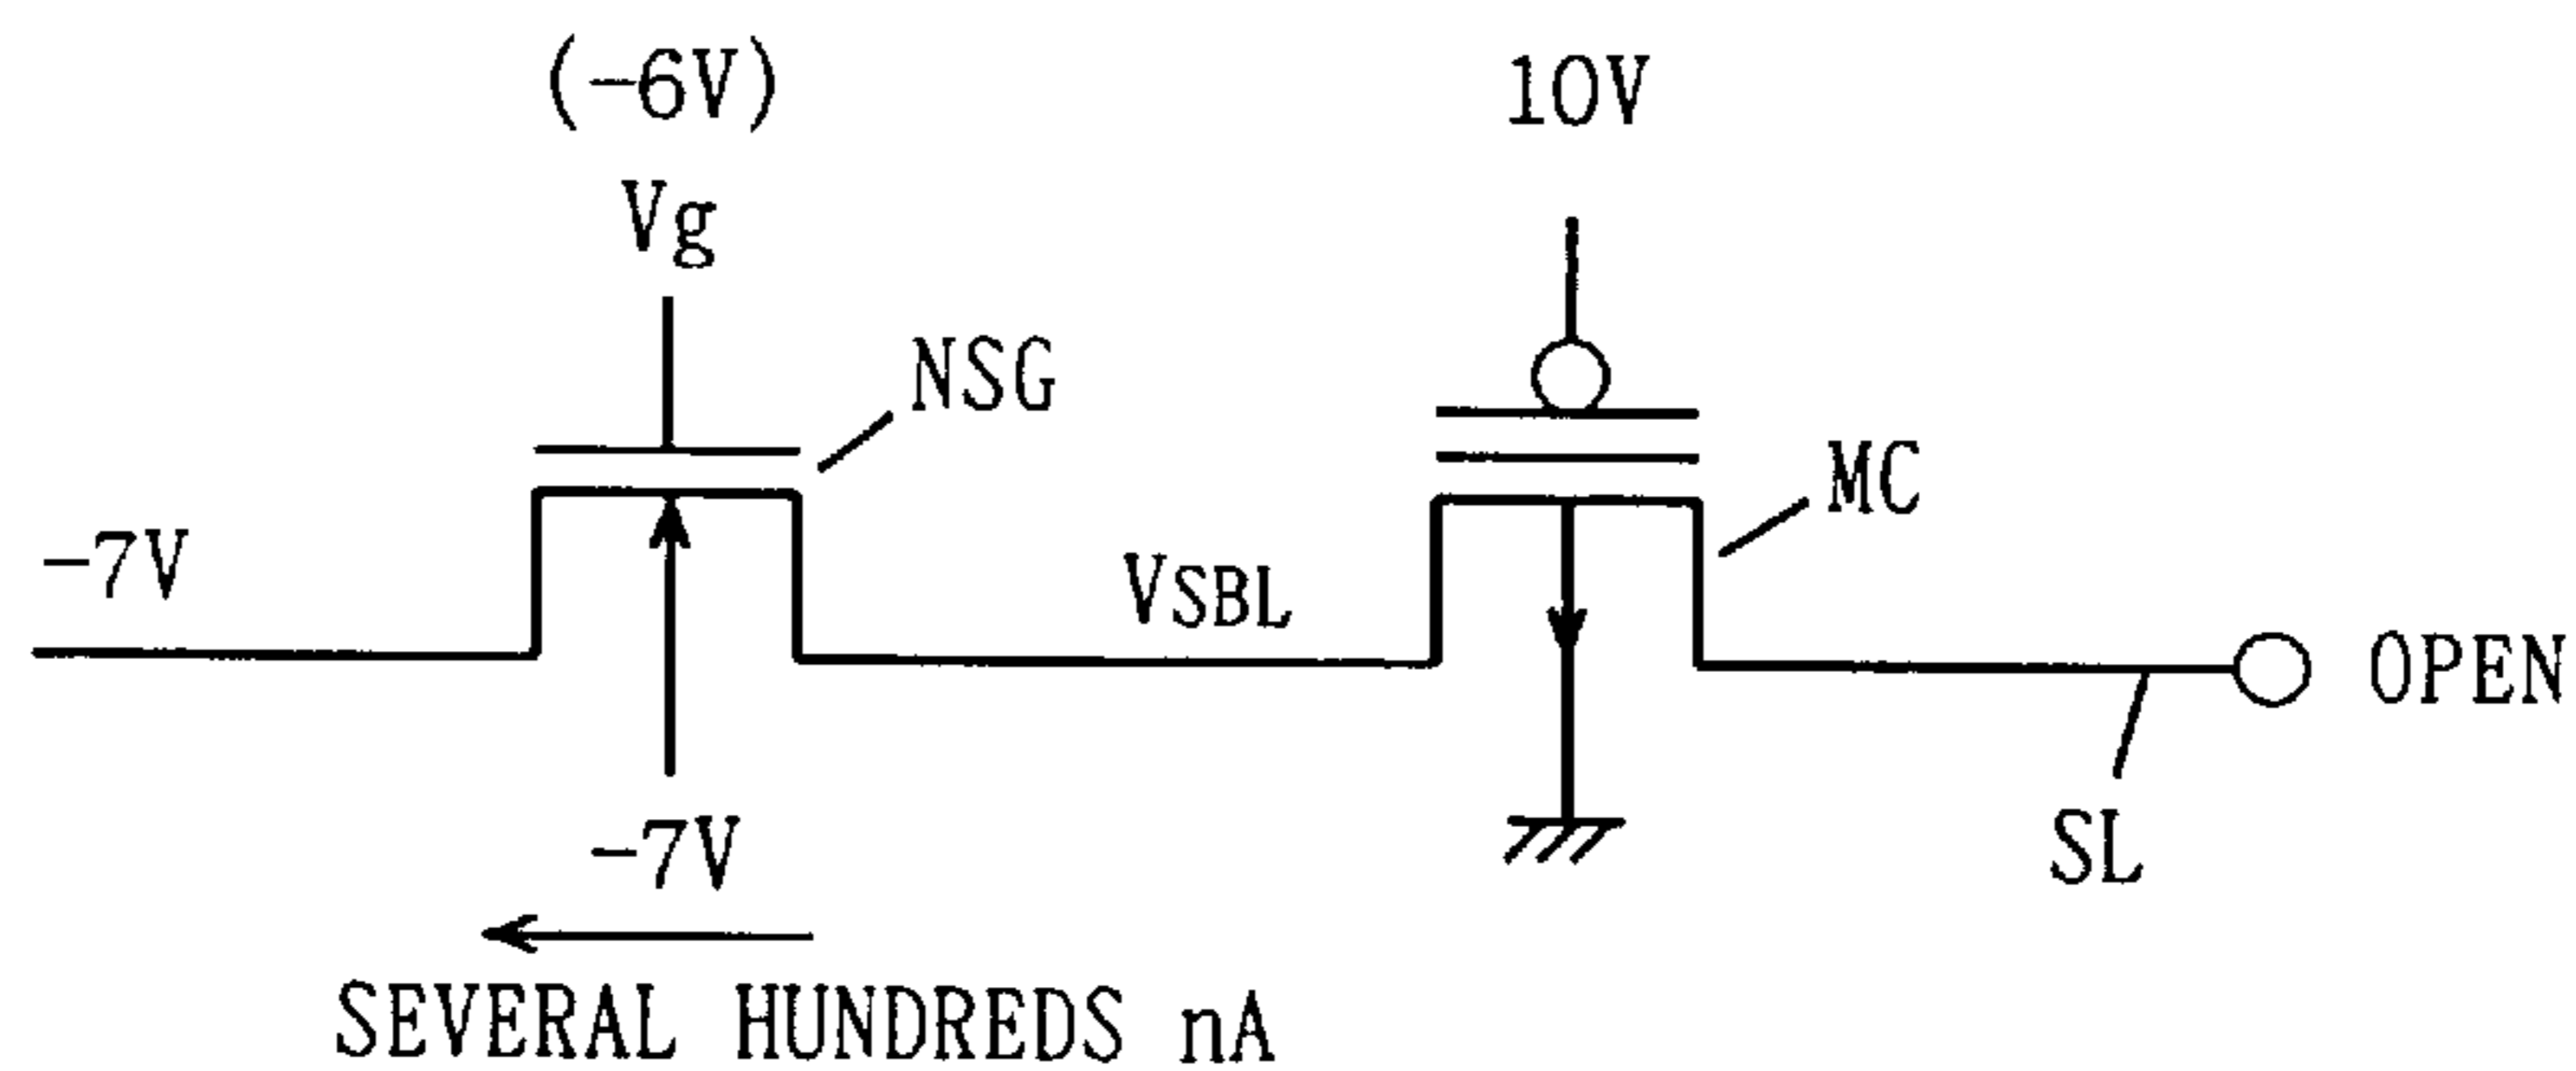 (-6V)
Vg
10V
NSG
MC
-7V
VSBL
OPEN
-7V
SL
SEVERAL HUNDREDS nA